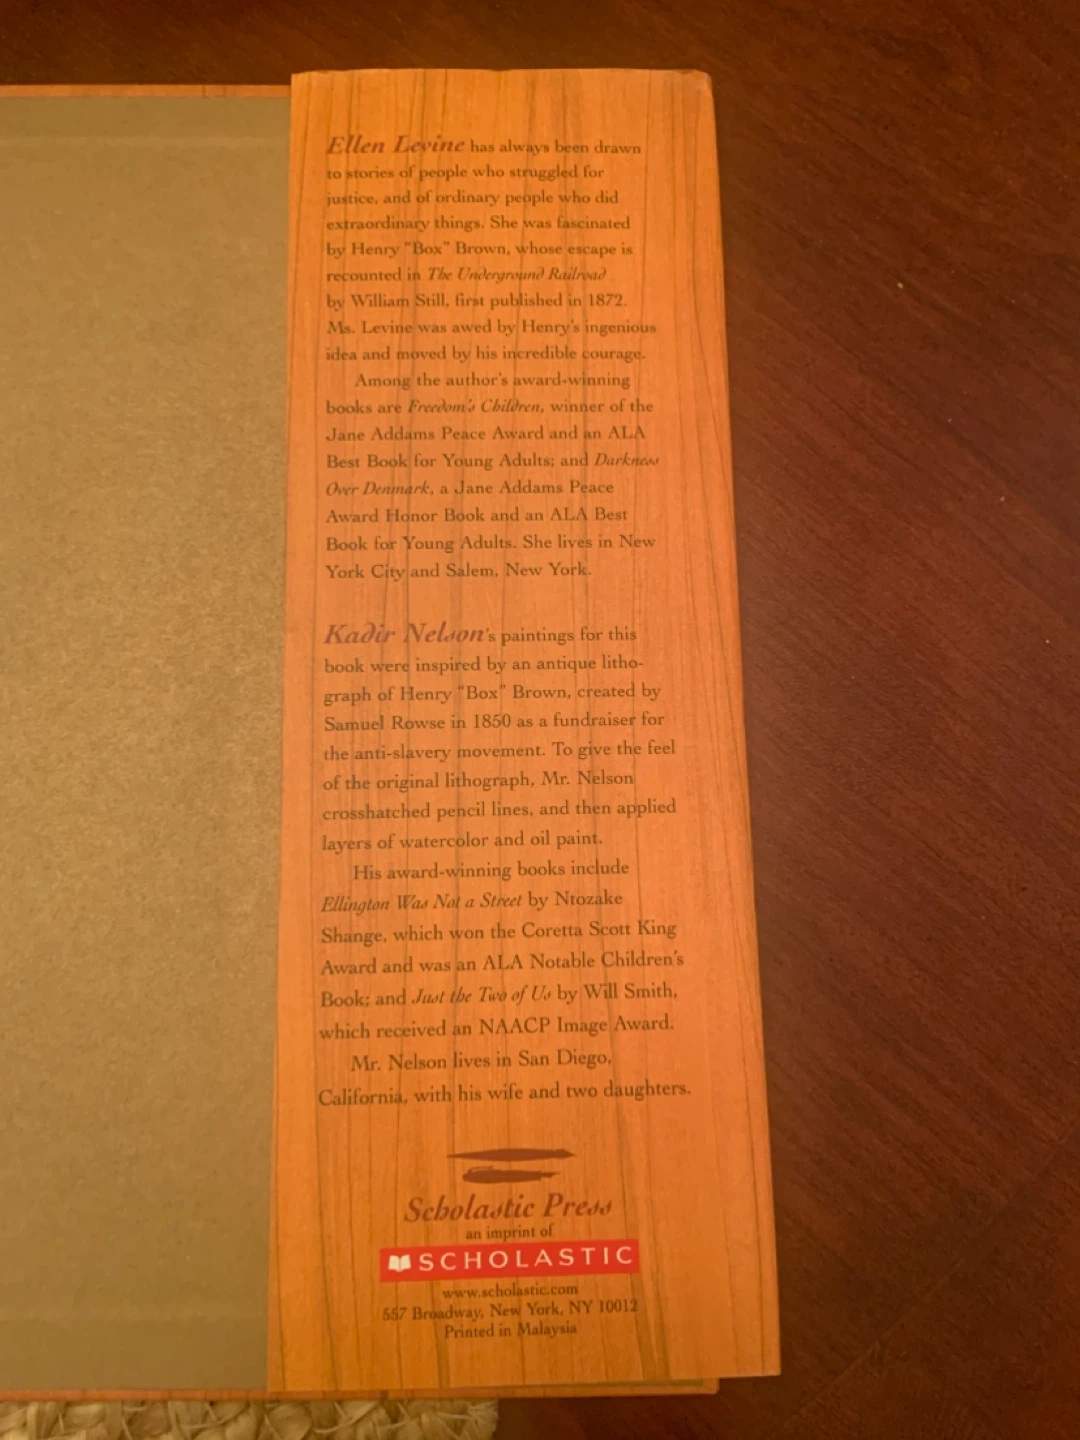 Ellen Levine has always been drawn
to stories of people who struggled for
justice, and of ordinary people who did
extraordinary things. She was fascinated
by Henry "Box" Brown, whose escape is
recounted in The Underground Railroad
by William Still, first published in 1872.
Ms. Levine was awed by Henry's ingenious
idea and moved by his incredible courage.
Among the author's award-winning
books are Freedom's Children, winner of the
Jane Addams Peace Award and an ALA
Best Book for Young Adults; and Darkness
Over Denmark, a Jane Addams Peace
Award Honor Book and an ALA Best
Book for Young Adults. She lives in New
York City and Salem, New York.
Kadir Nelson's paintings for this
book were inspired by an antique litho-
graph of Henry "Box" Brown, created by
Samuel Rowse in 1850 as a fundraiser for
the anti-slavery movement. To give the feel
of the original lithograph, Mr. Nelson
crosshatched pencil lines, and then applied
layers of watercolor and oil paint.
His award-winning books include
Ellington Was Not a Street by Ntozake
Shange, which won the Coretta Scott King
Award and was an ALA Notable Children's
Book; and Just the Two of Us by Will Smith,
which received an NAACP Image Award.
Mr. Nelson lives in San Diego,
California, with his wife and two daughters.
Scholastic Press
an imprint of
SCHOLASTIC
www.scholastic.com
557 Broadway, New York, NY 10012
Printed in Malaysia